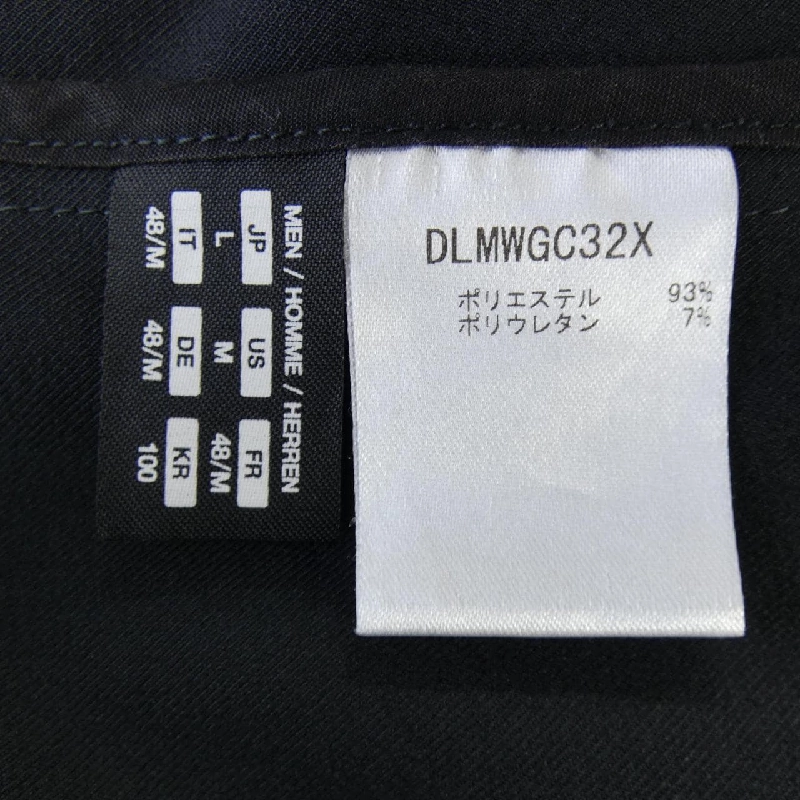 MEN / HOMME / HERREN
JP US FR
L M 48/M
IT DE KR
48/M 48/M 100
DLMWGC32X
ポリエステル 93%
ポリウレタン 7%